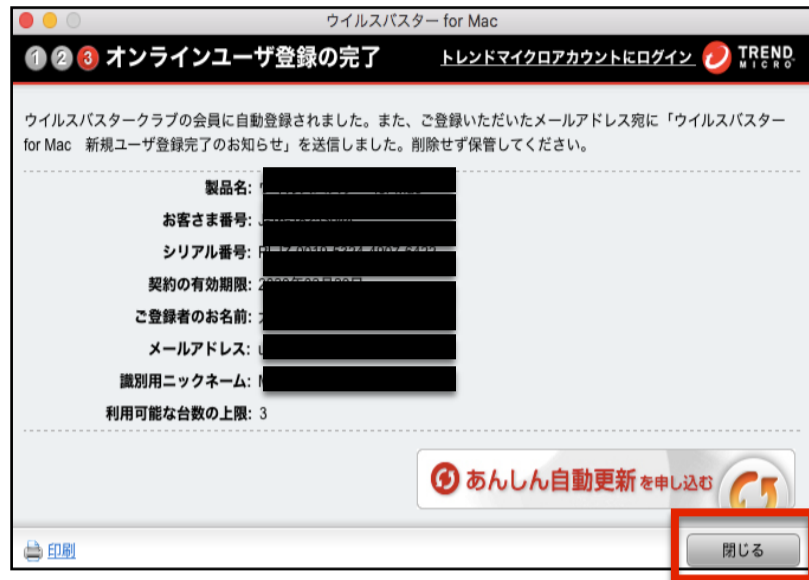 ウイルスバスター for Mac
1 2 3 オンラインユーザ登録の完了 トレンドマイクロアカウントにログイン TREND MICRO
ウイルスバスタークラブの会員に自動登録されました。また、ご登録いただいたメールアドレス宛に「ウイルスバスター
for Mac 新規ユーザ登録完了のお知らせ」を送信しました。削除せず保管してください。
製品名:
お客さま番号:
シリアル番号:
契約の有効期限:
ご登録者のお名前:
メールアドレス:
識別用ニックネーム:
利用可能な台数の上限: 3
あんしん自動更新 を申し込む
印刷 閉じる